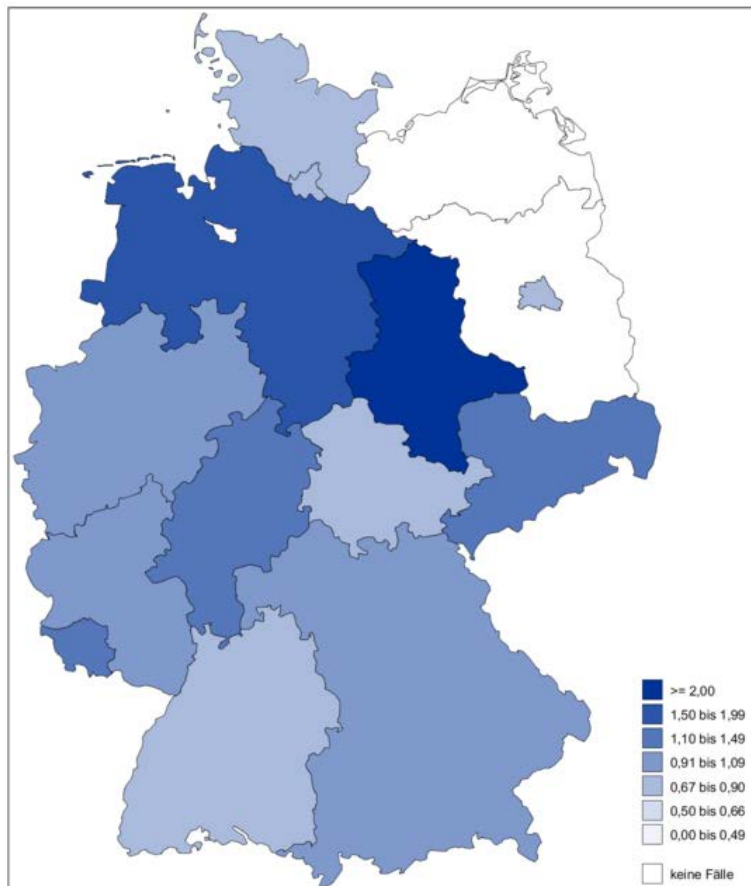 >= 2,00
1,50 bis 1,99
1,10 bis 1,49
0,91 bis 1,09
0,67 bis 0,90
0,50 bis 0,66
0,00 bis 0,49
keine Fälle